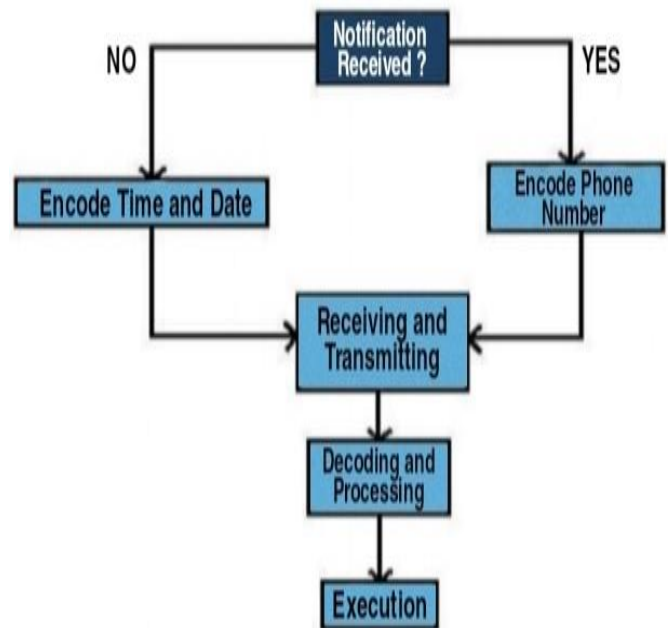 Notification
Received ?
NO
YES
Encode Time and Date
Encode Phone
Number
Receiving and
Transmitting
Decoding and
Processing
Execution